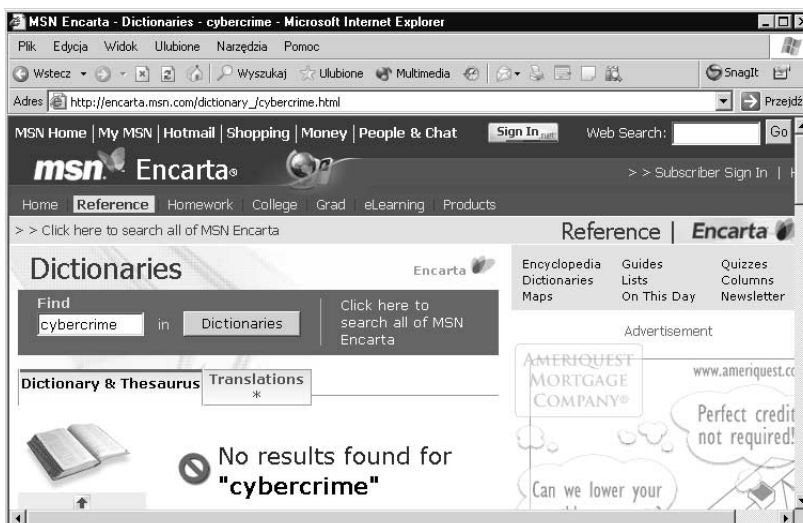 MSN Encarta - Dictionaries - cybercrime - Microsoft Internet Explorer
Plik Edycja Widok Ulubione Narzędzia Pomoc
Wstecz Wyszukaj Ulubione Multimedia SnagIt
Adres http://encarta.msn.com/dictionary_/cybercrime.html Przejdź
MSN Home | My MSN | Hotmail | Shopping | Money | People & Chat Sign In .net Web Search: Go
msn Encarta®
> > Subscriber Sign In | H
Home Reference Homework College Grad eLearning Products
> > Click here to search all of MSN Encarta
Reference | Encarta
Dictionaries
Encarta
Find
cybercrime in Dictionaries
Click here to
search all of MSN
Encarta
Dictionary & Thesaurus Translations
*
No results found for
"cybercrime"
Encyclopedia Guides Quizzes
Dictionaries Lists Columns
Maps On This Day Newsletter
Advertisement
AMERIQUEST
MORTGAGE
COMPANY®
www.ameriquest.co
Perfect credit
not required!
Can we lower your